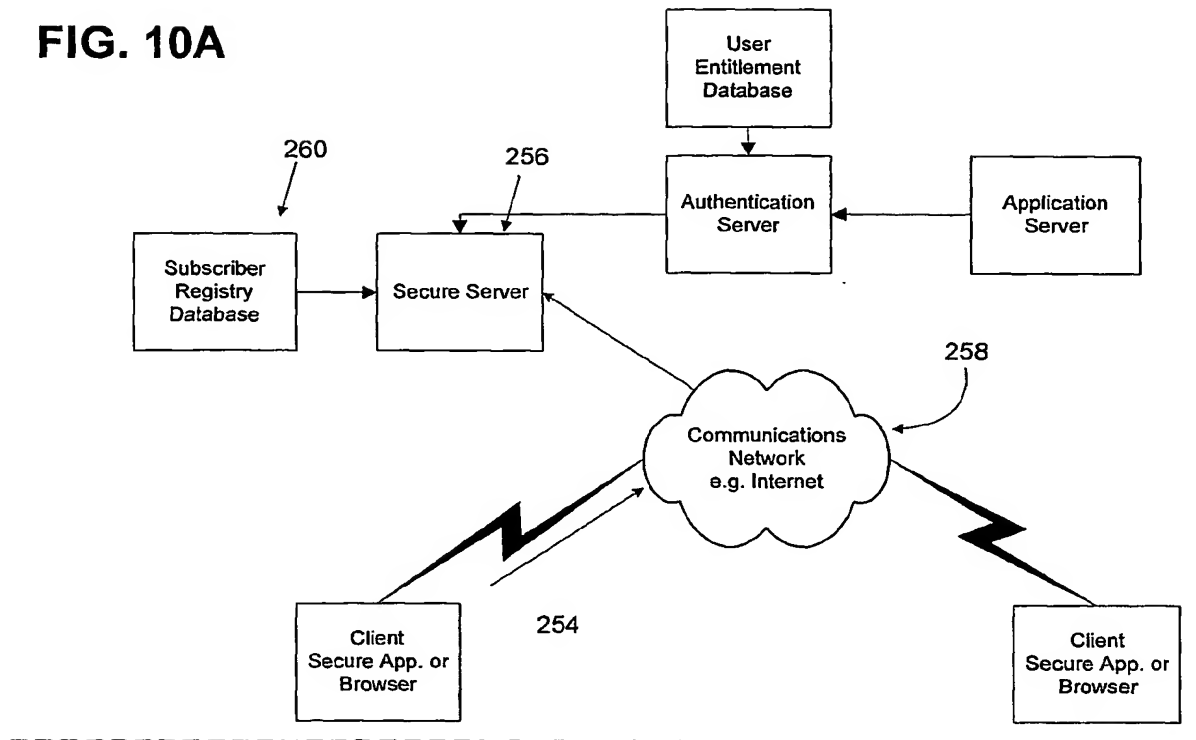 FIG. 10A
User
Entitlement
Database
260
256
Authentication
Server
Application
Server
Subscriber
Registry
Database
Secure Server
258
Communications
Network
e.g. Internet
254
Client
Secure App. or
Browser
Client
Secure App. or
Browser